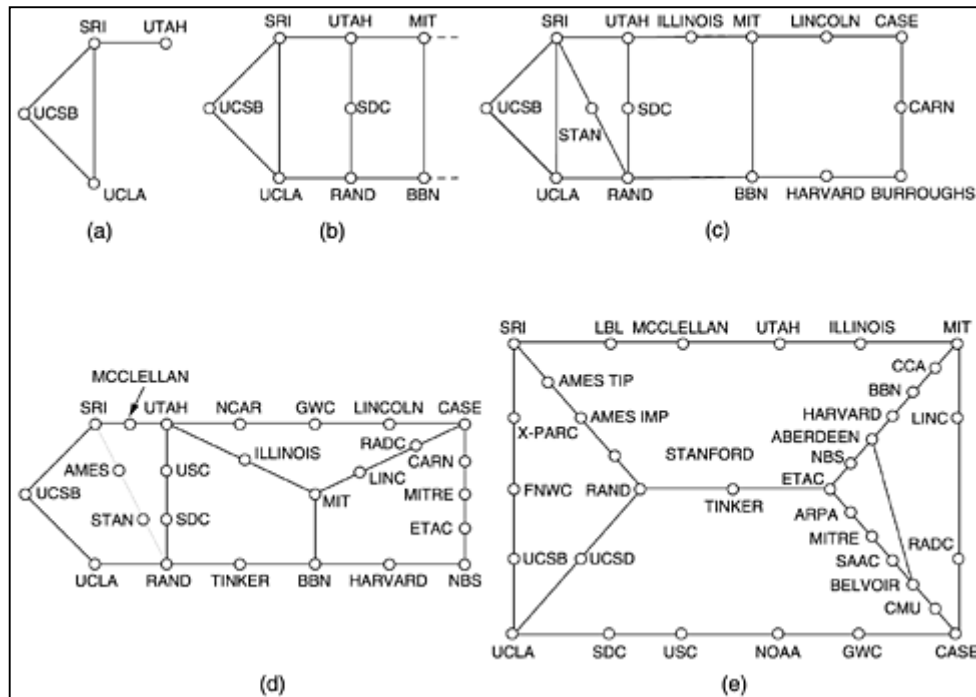 SRI UTAH
UCSB
UCLA
(a)
SRI UTAH MIT
UCSB SDC
UCLA RAND BBN
(b)
SRI UTAH ILLINOIS MIT LINCOLN CASE
UCSB STAN SDC CARN
UCLA RAND BBN HARVARD BURROUGHS
(c)
MCCLELLAN
SRI UTAH NCAR GWC LINCOLN CASE
RADC
ILLINOIS CARN
AMES USC LINC
UCSB MIT MITRE
STAN SDC ETAC
UCLA RAND TINKER BBN HARVARD NBS
(d)
SRI LBL MCCLELLAN UTAH ILLINOIS MIT
CCA
AMES TIP BBN
X-PARC AMES IMP HARVARD LINC
ABERDEEN
STANFORD NBS
FNWC RAND TINKER ETAC
ARPA
MITRE
UCSB UCSD SAAC RADC
BELVOIR
CMU
UCLA SDC USC NOAA GWC CASE
(e)